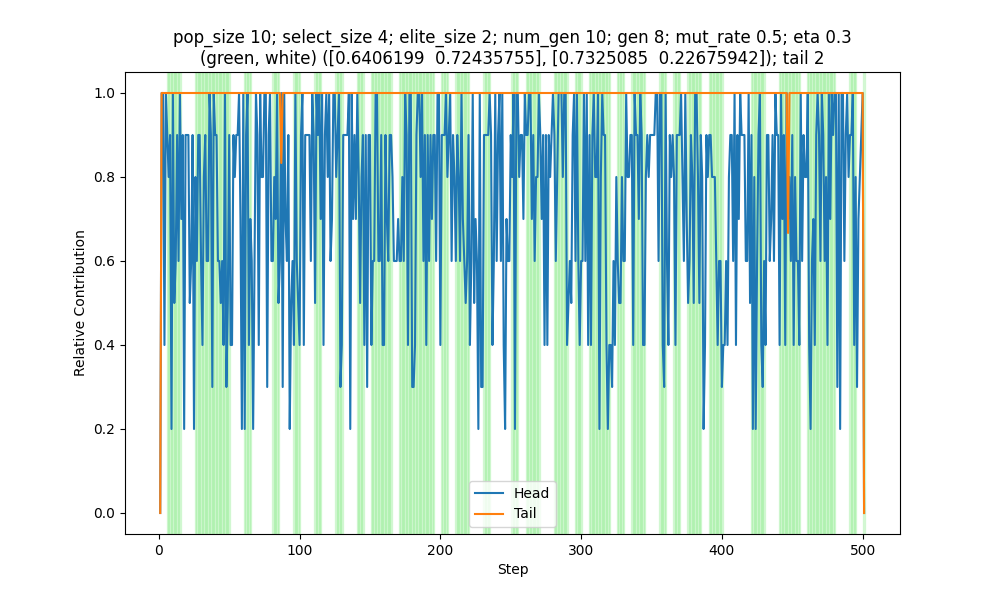 pop_size 10; select_size 4; elite_size 2; num_gen 10; gen 8; mut_rate 0.5; eta 0.3
(green, white) ([0.6406199  0.72435755], [0.7325085  0.22675942]); tail 2
Relative Contribution
1.0
0.8
0.6
0.4
0.2
0.0
Head
Tail
0
100
200
300
400
500
Step